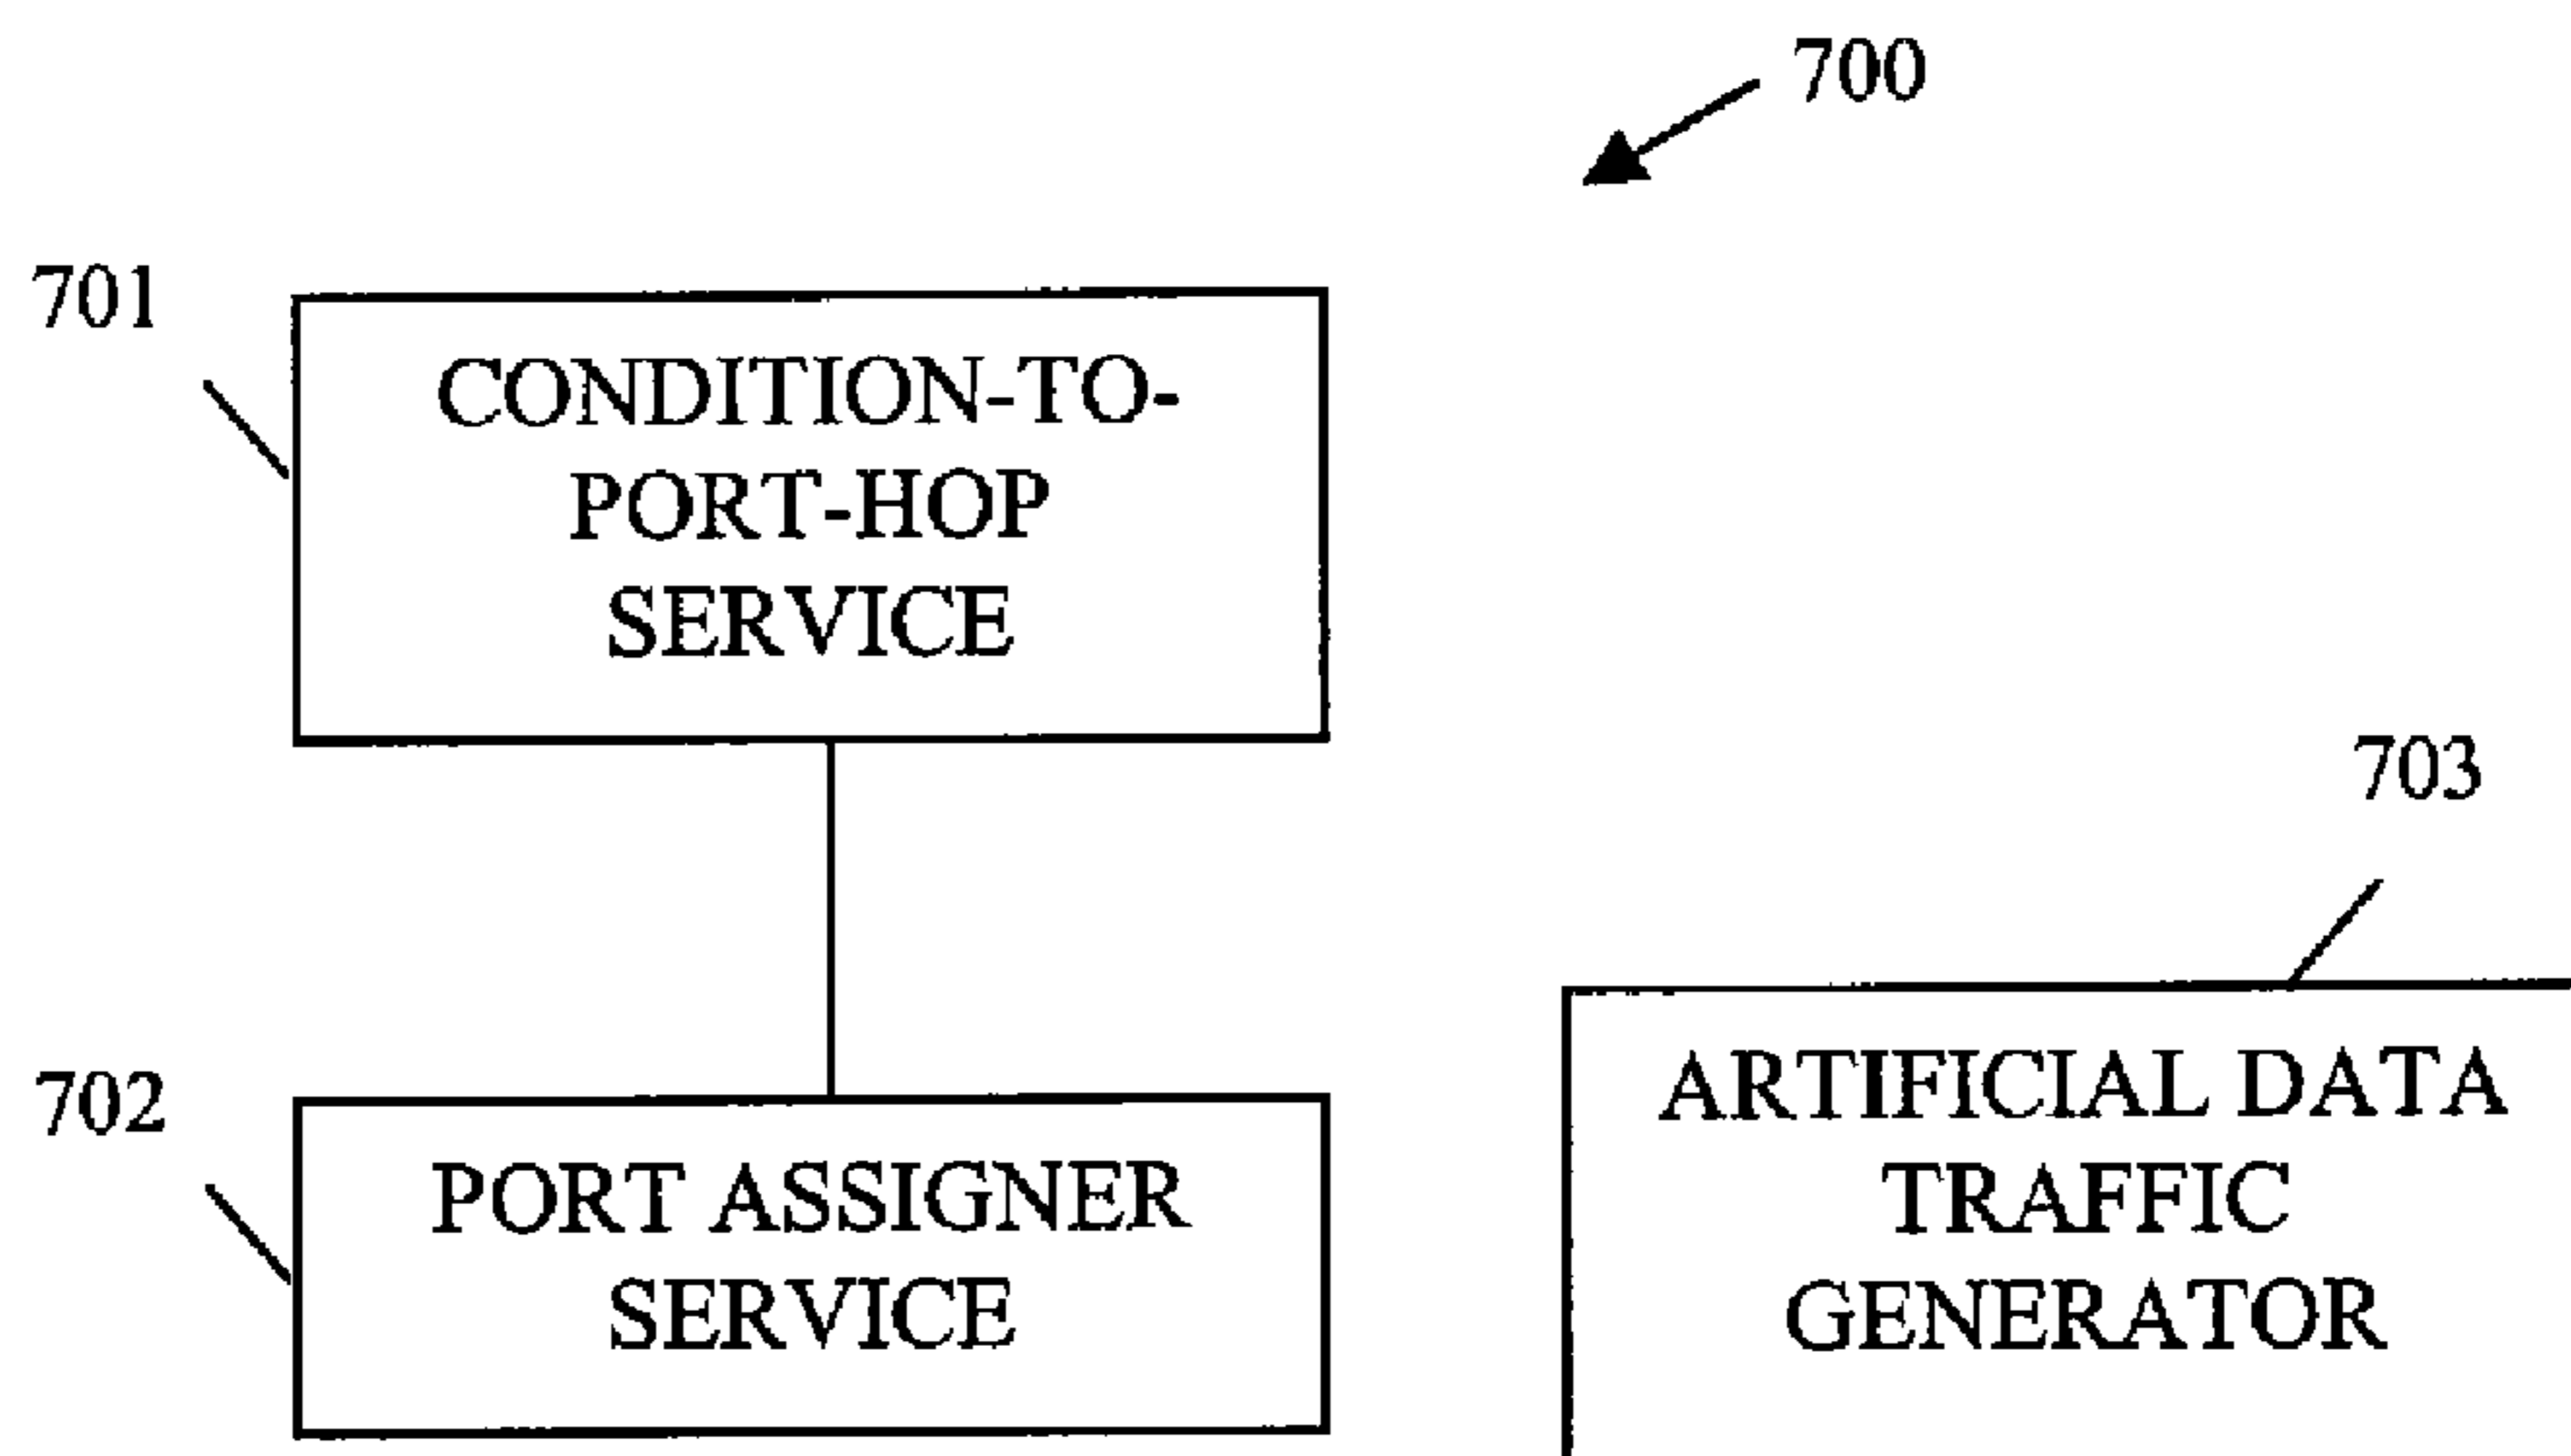 700
701
CONDITION-TO-
PORT-HOP
SERVICE
703
702
PORT ASSIGNER
SERVICE
ARTIFICIAL DATA
TRAFFIC
GENERATOR